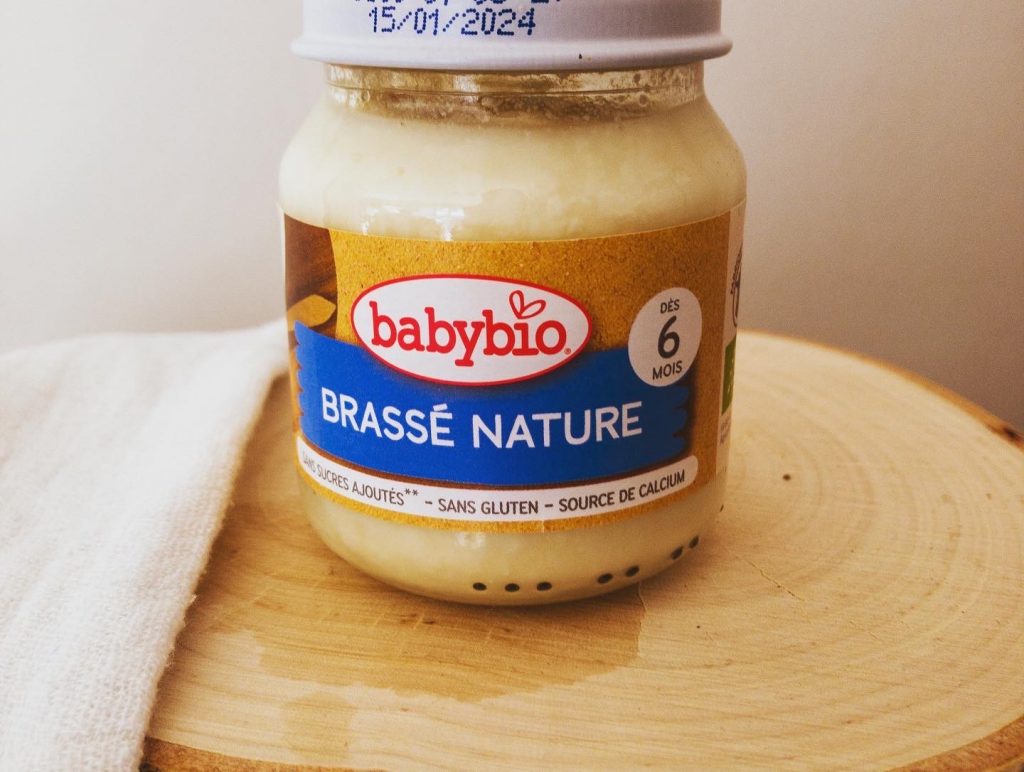 15/01/2024
babybio
DÈS
6
MOIS
BRASSÉ NATURE
SANS SUCRES AJOUTÉS** – SANS GLUTEN – SOURCE DE CALCIUM